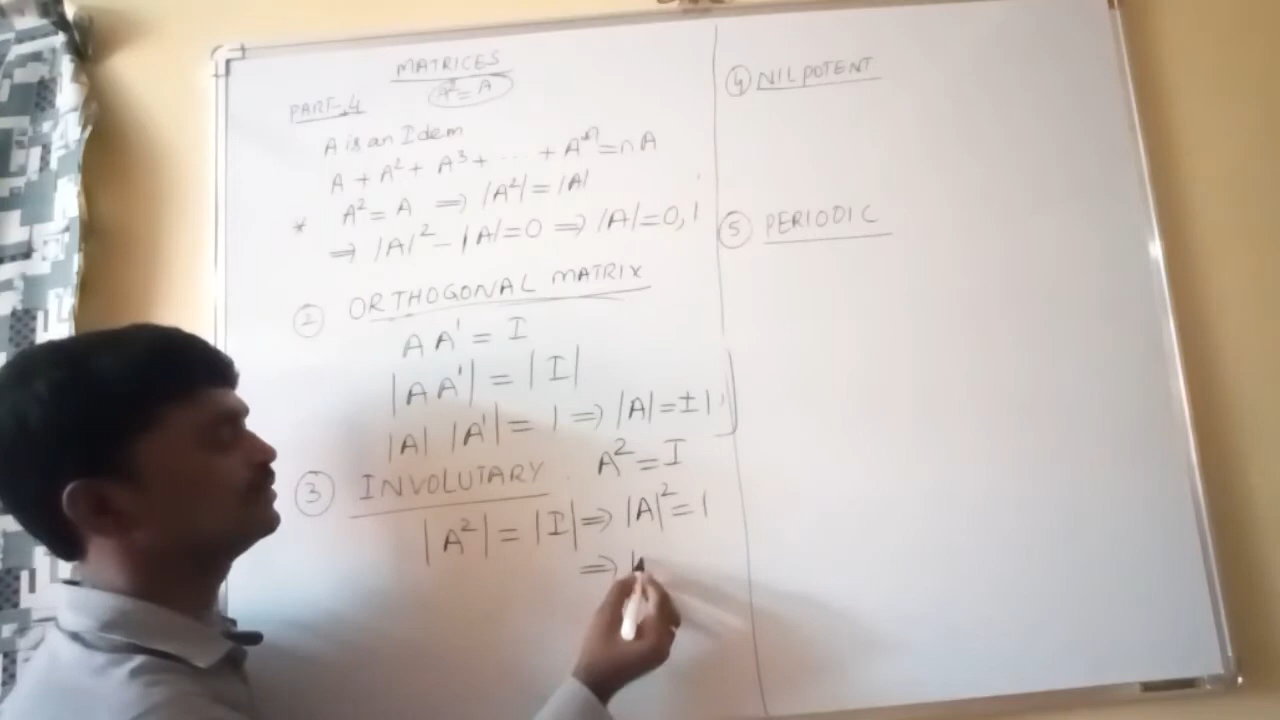 MATRICES
A² = A
PART-4
A is an Idem
A + A² + A³ + ... + Aⁿ = nA
* A² = A ⇒ |A²| = |A|
⇒ |A|² - |A| = 0 ⇒ |A| = 0, 1
② ORTHOGONAL MATRIX
AA' = I
|AA'| = |I|
|A| |A'| = 1 ⇒ |A| = ±1
③ INVOLUTARY. A² = I
|A²| = |I| ⇒ |A|² = 1
⇒ |
④ NILPOTENT
⑤ PERIODIC